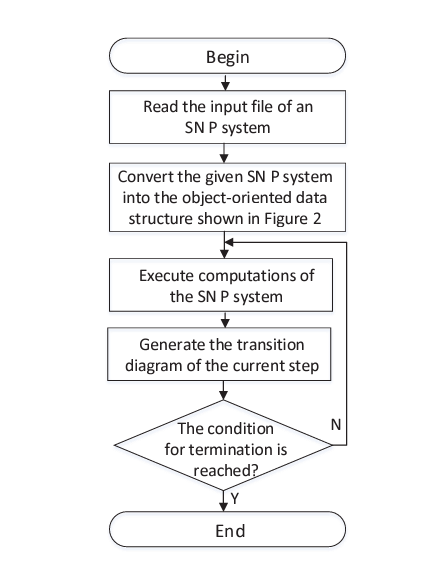 Begin
Read the input file of an
SN P system
Convert the given SN P system
into the object-oriented data
structure shown in Figure 2
Execute computations of
the SN P system
Generate the transition
diagram of the current step
The condition
for termination is
reached?
N
Y
End